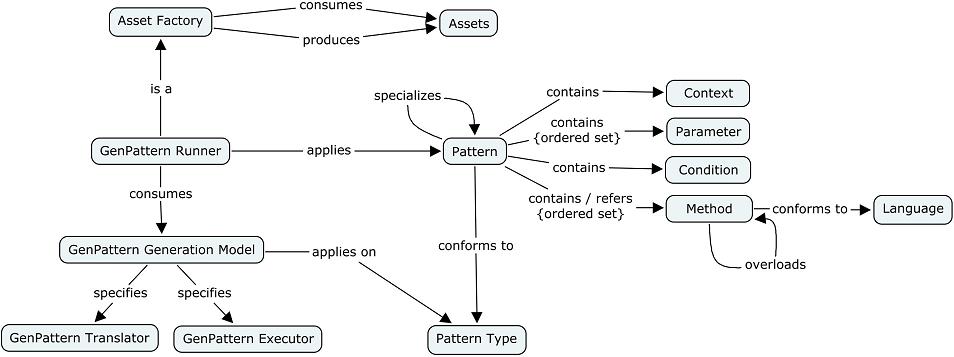 consumes
Asset Factory
Assets
produces
is a
specializes
contains
Context
contains
{ordered set}
Parameter
GenPattern Runner
applies
Pattern
contains
Condition
consumes
contains / refers
{ordered set}
Method
conforms to
Language
GenPattern Generation Model
applies on
conforms to
overloads
specifies
specifies
GenPattern Translator
GenPattern Executor
Pattern Type